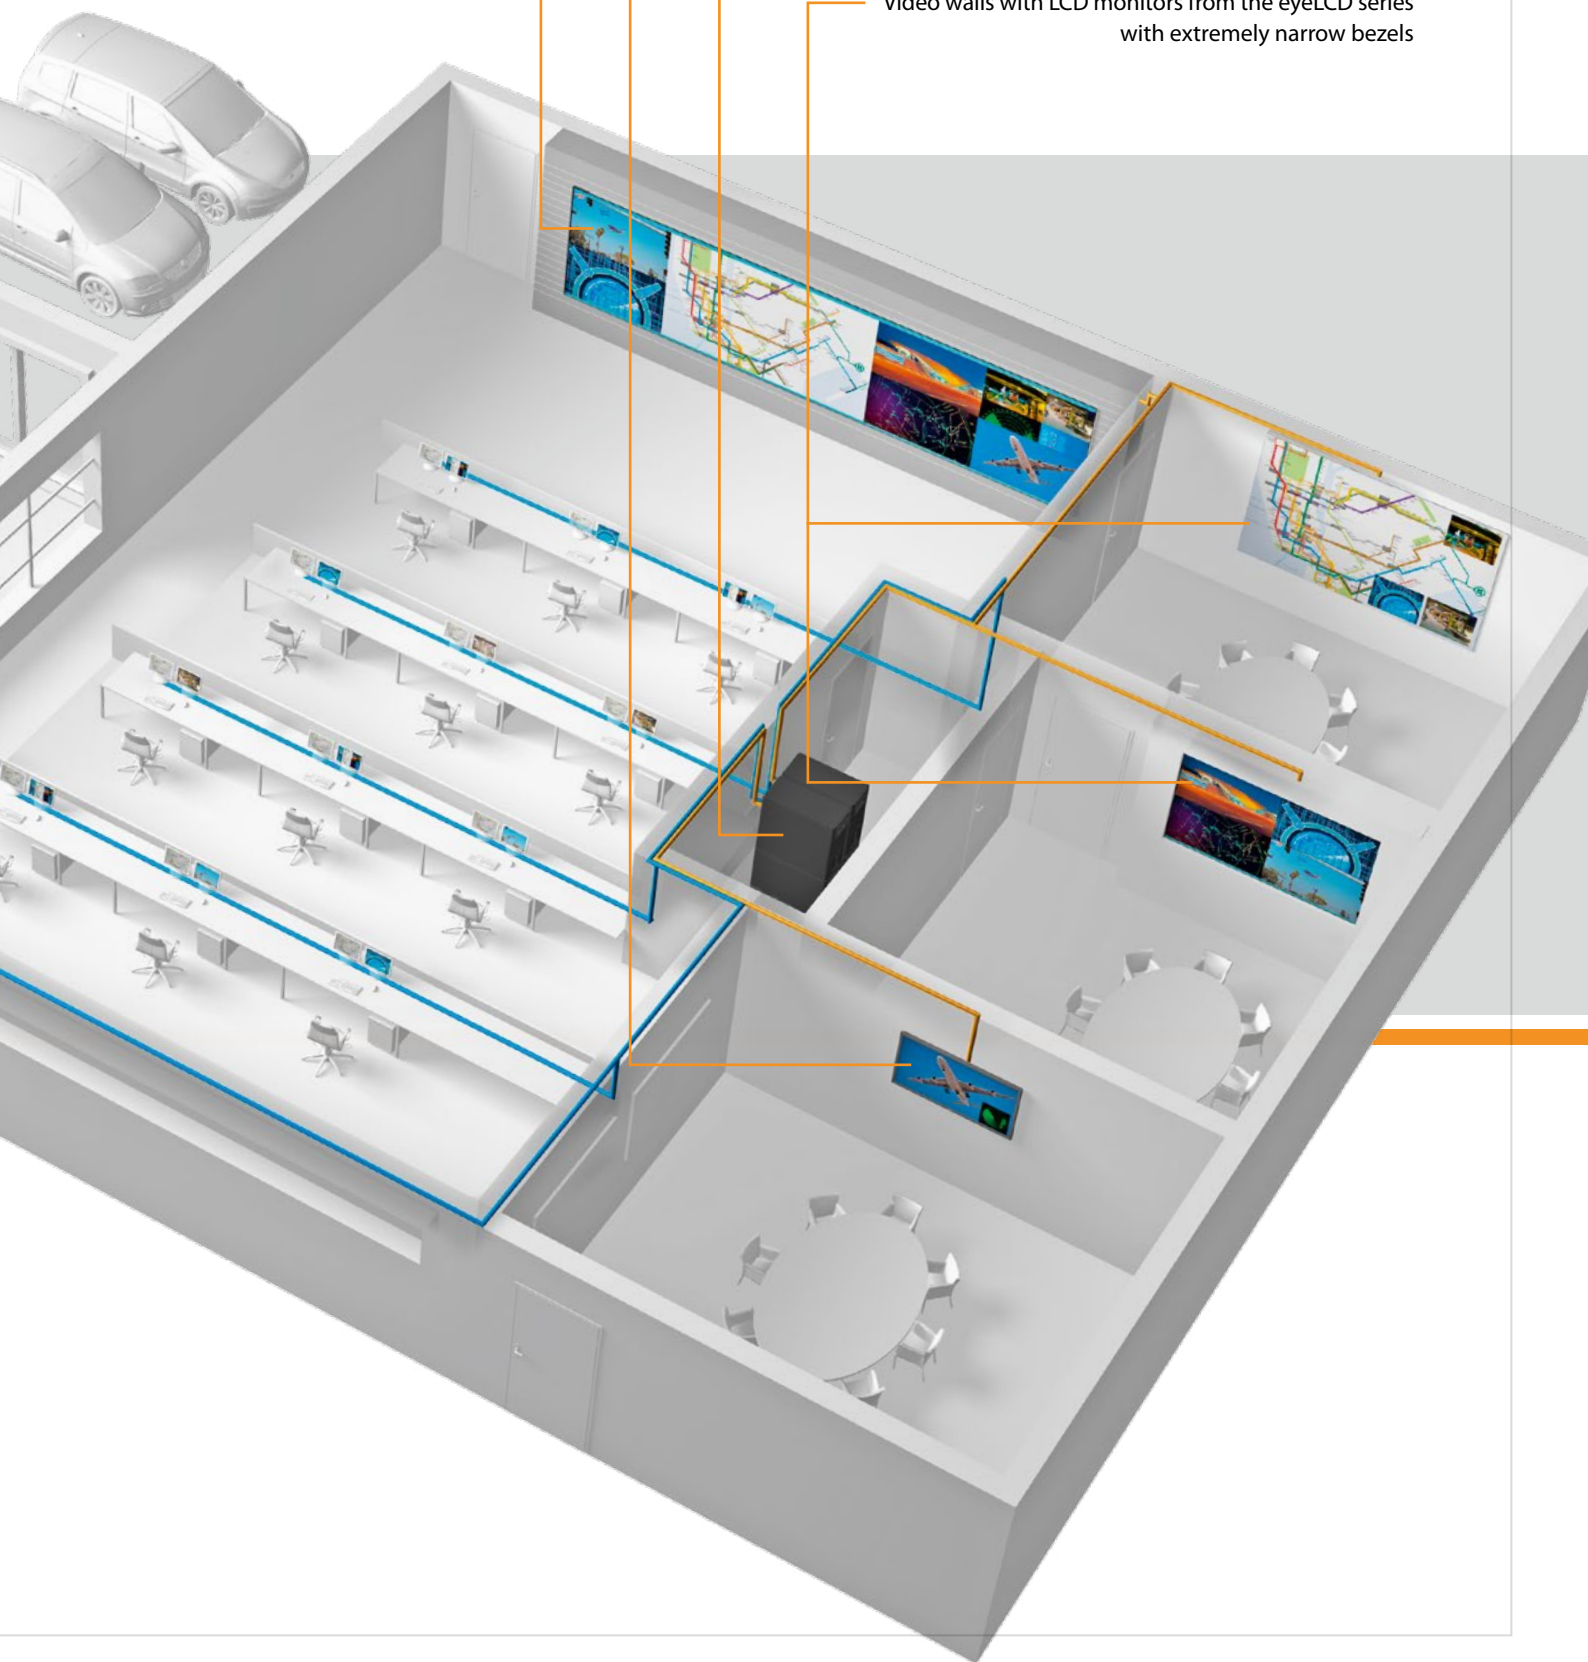 Video walls with LCD monitors from the eyeLCD series
with extremely narrow bezels